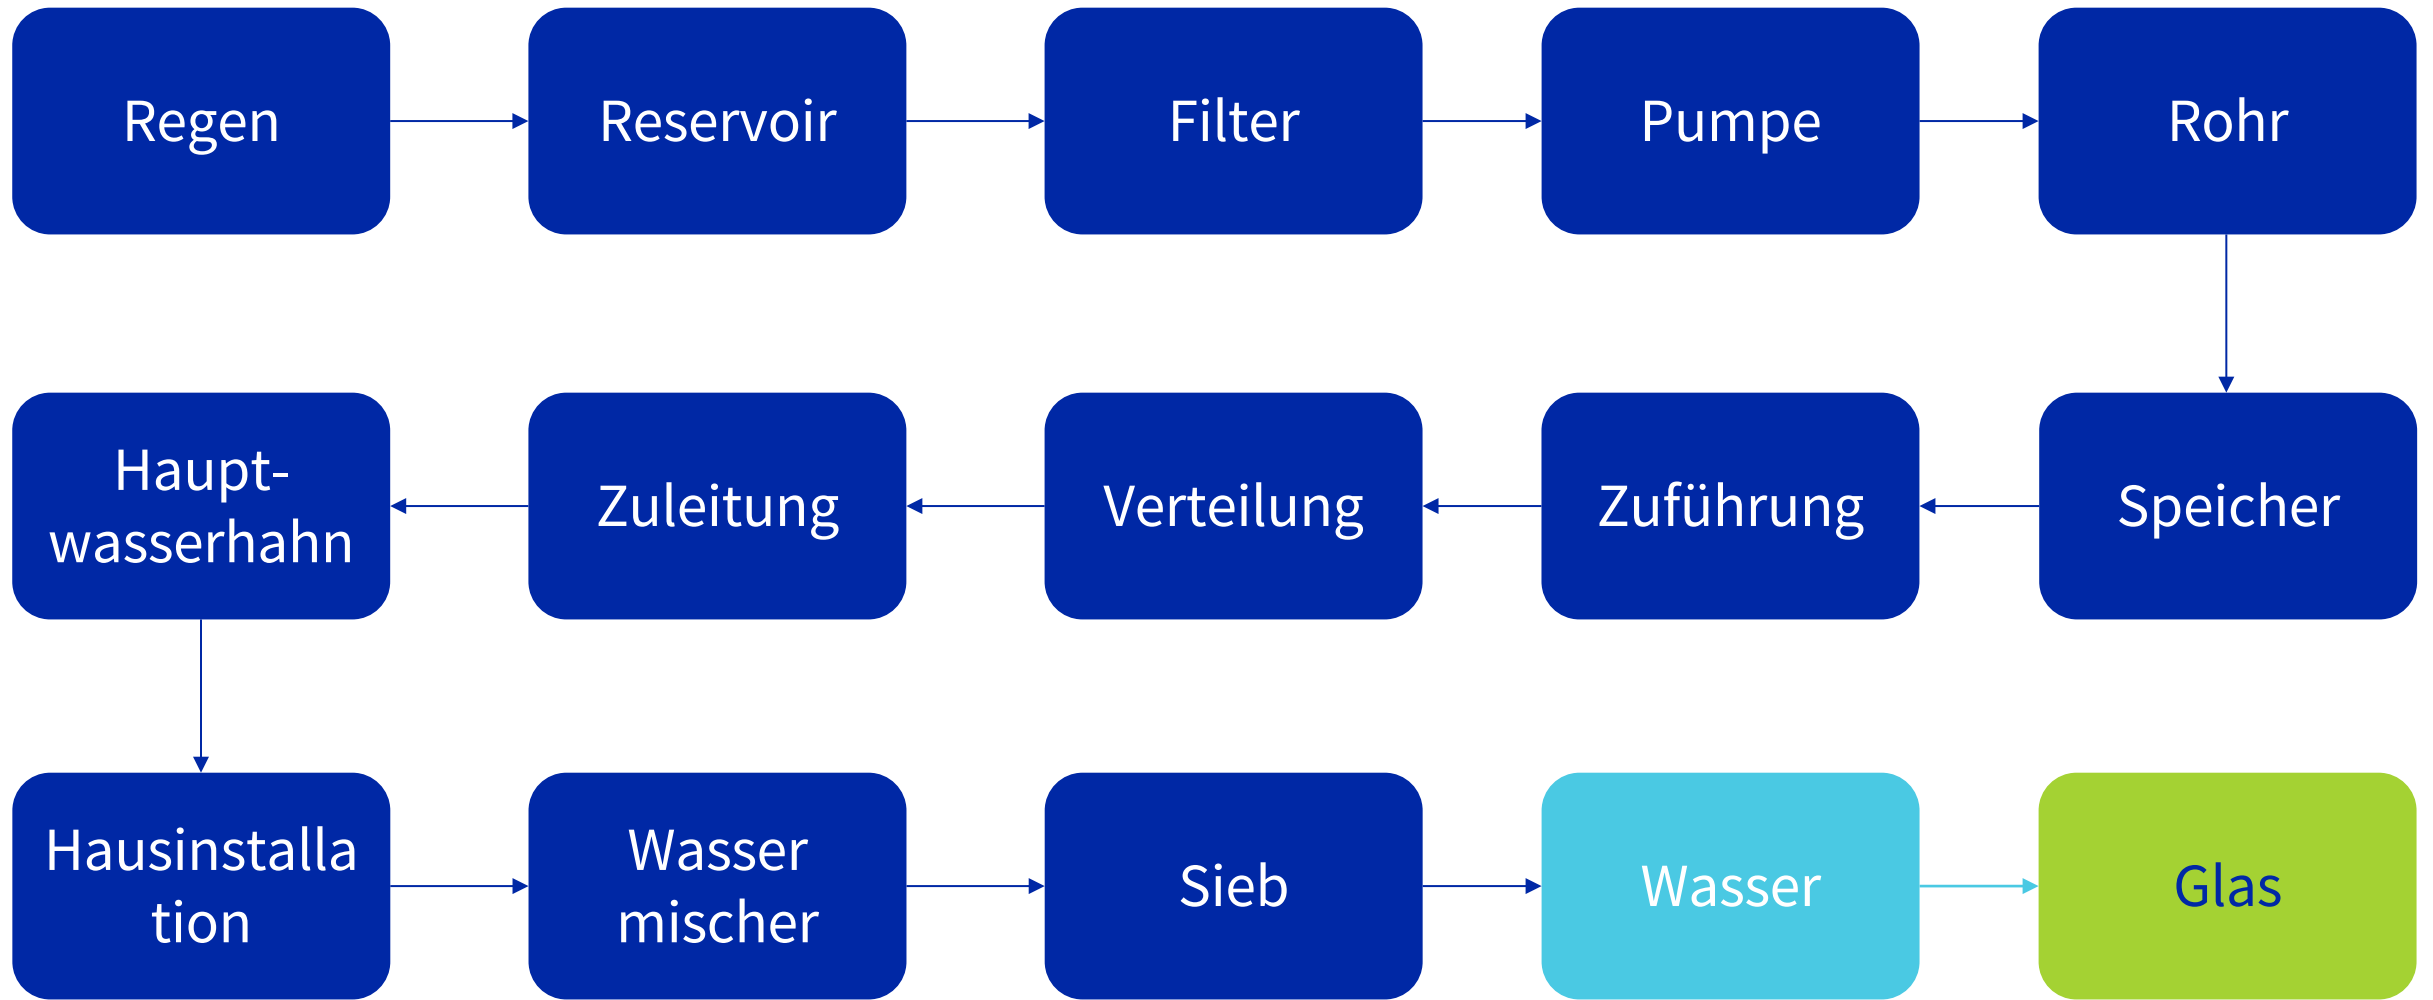 Regen
Reservoir
Filter
Pumpe
Rohr
Haupt-
wasserhahn
Zuleitung
Verteilung
Zuführung
Speicher
Hausinstalla
tion
Wasser
mischer
Sieb
Wasser
Glas